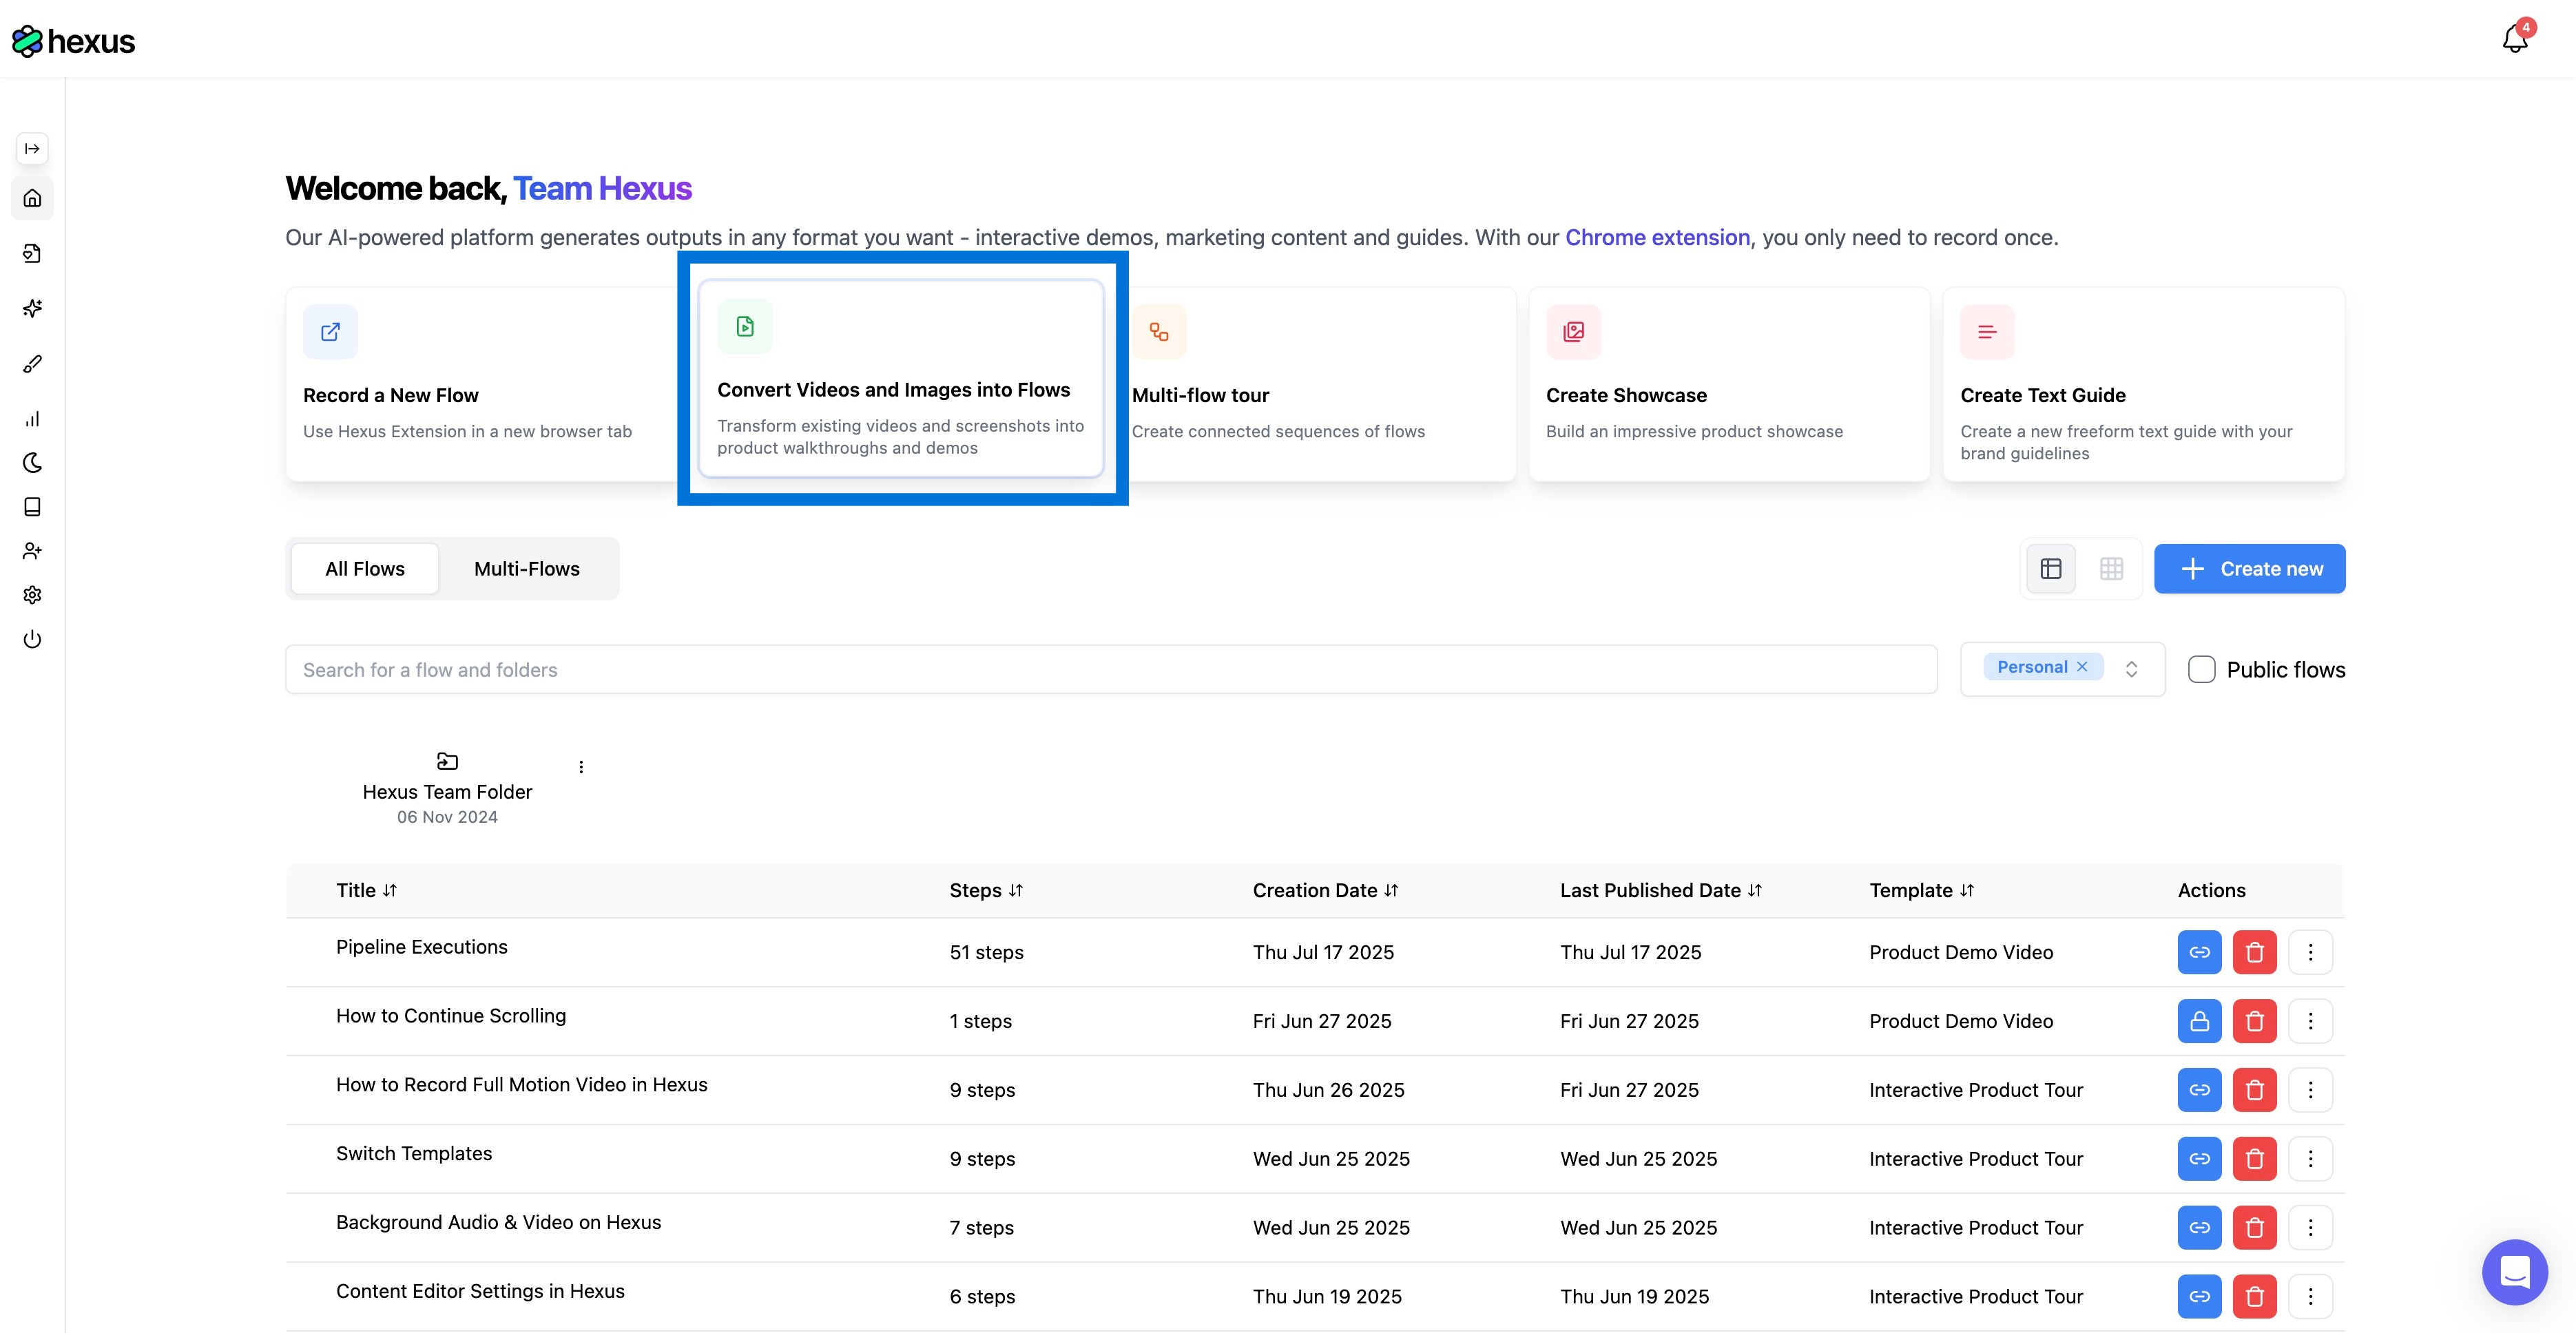 hexus
4
Welcome back, Team Hexus
Our AI-powered platform generates outputs in any format you want - interactive demos, marketing content and guides. With our Chrome extension, you only need to record once.
Record a New Flow
Use Hexus Extension in a new browser tab
Convert Videos and Images into Flows
Transform existing videos and screenshots into
product walkthroughs and demos
Multi-flow tour
Create connected sequences of flows
Create Showcase
Build an impressive product showcase
Create Text Guide
Create a new freeform text guide with your
brand guidelines
All Flows
Multi-Flows
Create new
Search for a flow and folders
Personal
Public flows
Hexus Team Folder
06 Nov 2024
Title Steps Creation Date Last Published Date Template Actions
Pipeline Executions 51 steps Thu Jul 17 2025 Thu Jul 17 2025 Product Demo Video
How to Continue Scrolling 1 steps Fri Jun 27 2025 Fri Jun 27 2025 Product Demo Video
How to Record Full Motion Video in Hexus 9 steps Thu Jun 26 2025 Fri Jun 27 2025 Interactive Product Tour
Switch Templates 9 steps Wed Jun 25 2025 Wed Jun 25 2025 Interactive Product Tour
Background Audio & Video on Hexus 7 steps Wed Jun 25 2025 Wed Jun 25 2025 Interactive Product Tour
Content Editor Settings in Hexus 6 steps Thu Jun 19 2025 Thu Jun 19 2025 Interactive Product Tour